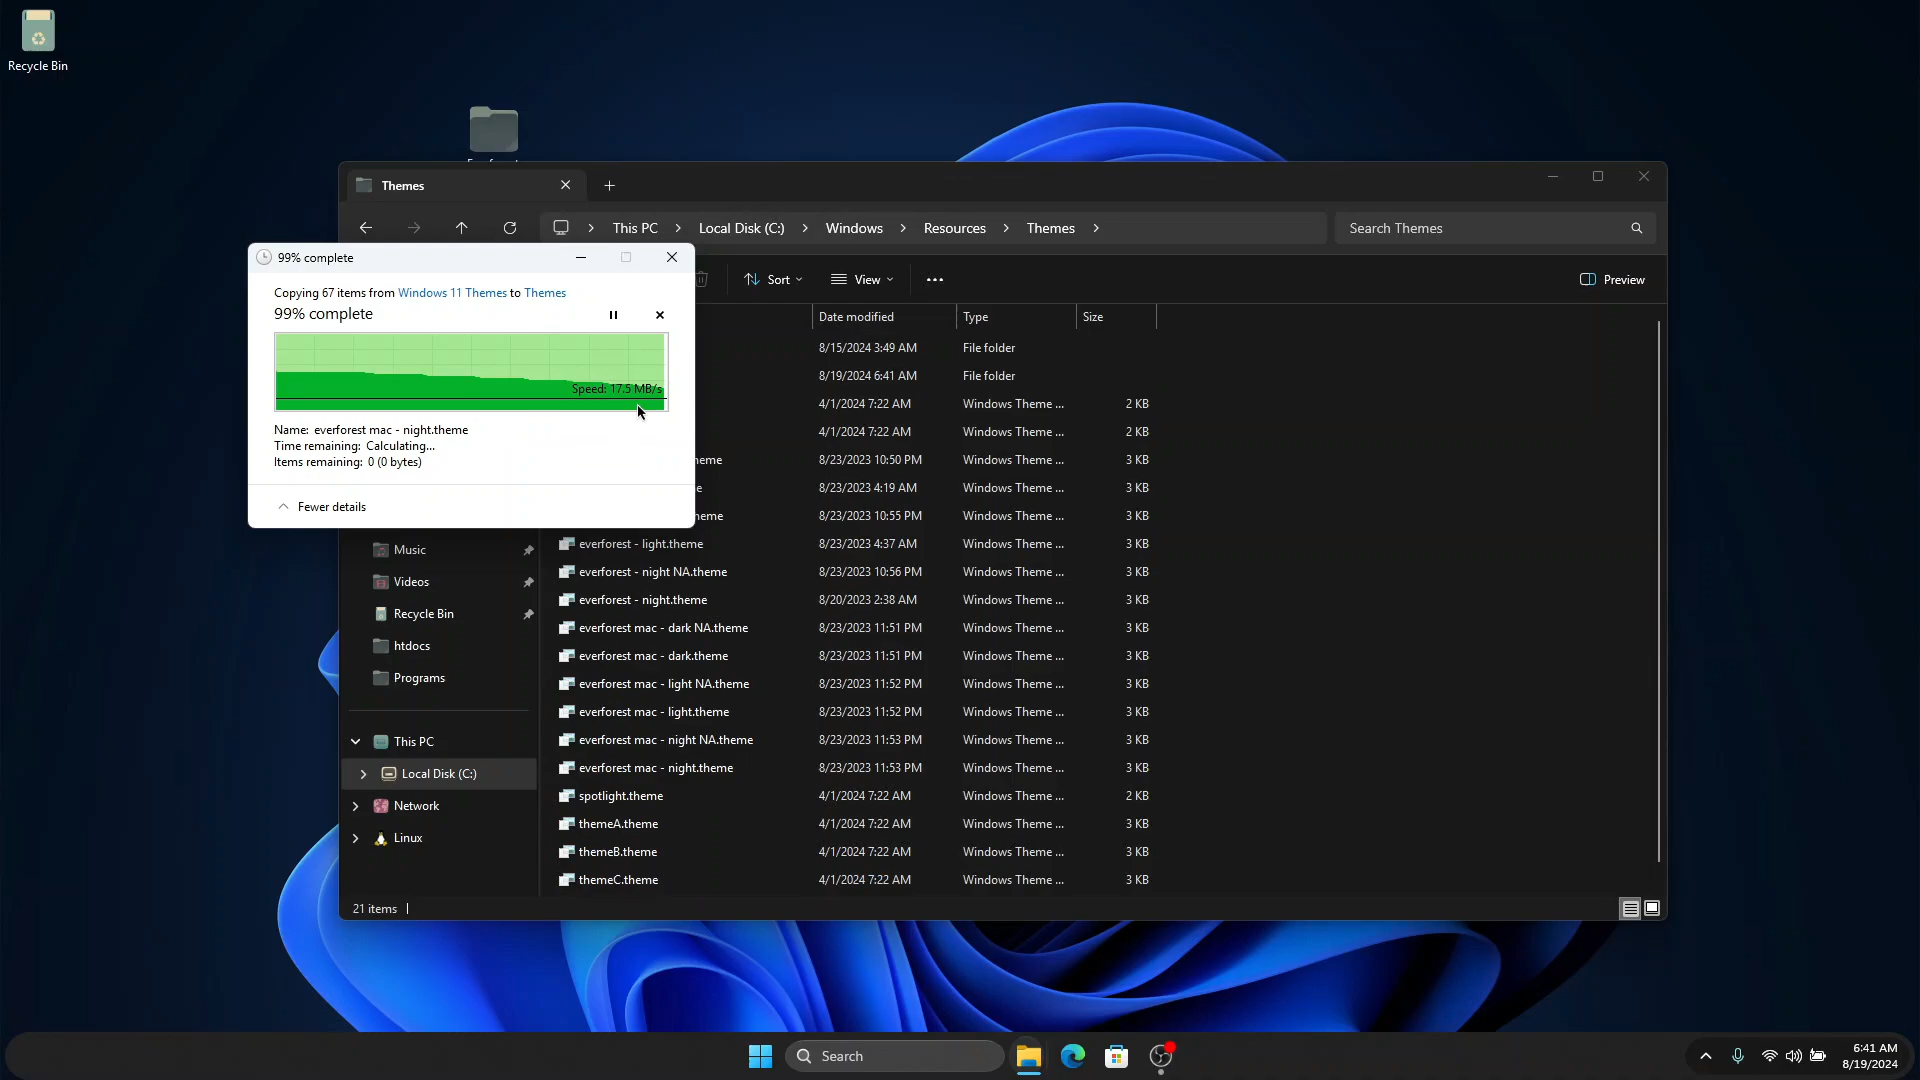 Recycle Bin
Themes
This PC
Local Disk (C:)
Windows
Resources
Themes
Search Themes
99% complete
Sort
View
Preview
Copying 67 items from Windows 11 Themes to Themes
99% complete
Speed: 17.5 MB/s
Name: everforest mac - night.theme
Time remaining: Calculating...
Items remaining: 0 (0 bytes)
Fewer details
Date modified Type Size
8/15/2024 3:49 AM File folder
8/19/2024 6:41 AM File folder
4/1/2024 7:22 AM Windows Theme ... 2 KB
4/1/2024 7:22 AM Windows Theme ... 2 KB
eme 8/23/2023 10:50 PM Windows Theme ... 3 KB
e 8/23/2023 4:19 AM Windows Theme ... 3 KB
eme 8/23/2023 10:55 PM Windows Theme ... 3 KB
everforest - light.theme 8/23/2023 4:37 AM Windows Theme ... 3 KB
everforest - night NA.theme 8/23/2023 10:56 PM Windows Theme ... 3 KB
everforest - night.theme 8/20/2023 2:38 AM Windows Theme ... 3 KB
everforest mac - dark NA.theme 8/23/2023 11:51 PM Windows Theme ... 3 KB
everforest mac - dark.theme 8/23/2023 11:51 PM Windows Theme ... 3 KB
everforest mac - light NA.theme 8/23/2023 11:52 PM Windows Theme ... 3 KB
everforest mac - light.theme 8/23/2023 11:52 PM Windows Theme ... 3 KB
everforest mac - night NA.theme 8/23/2023 11:53 PM Windows Theme ... 3 KB
everforest mac - night.theme 8/23/2023 11:53 PM Windows Theme ... 3 KB
spotlight.theme 4/1/2024 7:22 AM Windows Theme ... 2 KB
themeA.theme 4/1/2024 7:22 AM Windows Theme ... 3 KB
themeB.theme 4/1/2024 7:22 AM Windows Theme ... 3 KB
themeC.theme 4/1/2024 7:22 AM Windows Theme ... 3 KB
Music
Videos
Recycle Bin
htdocs
Programs
This PC
Local Disk (C:)
Network
Linux
21 items
Search
6:41 AM
8/19/2024